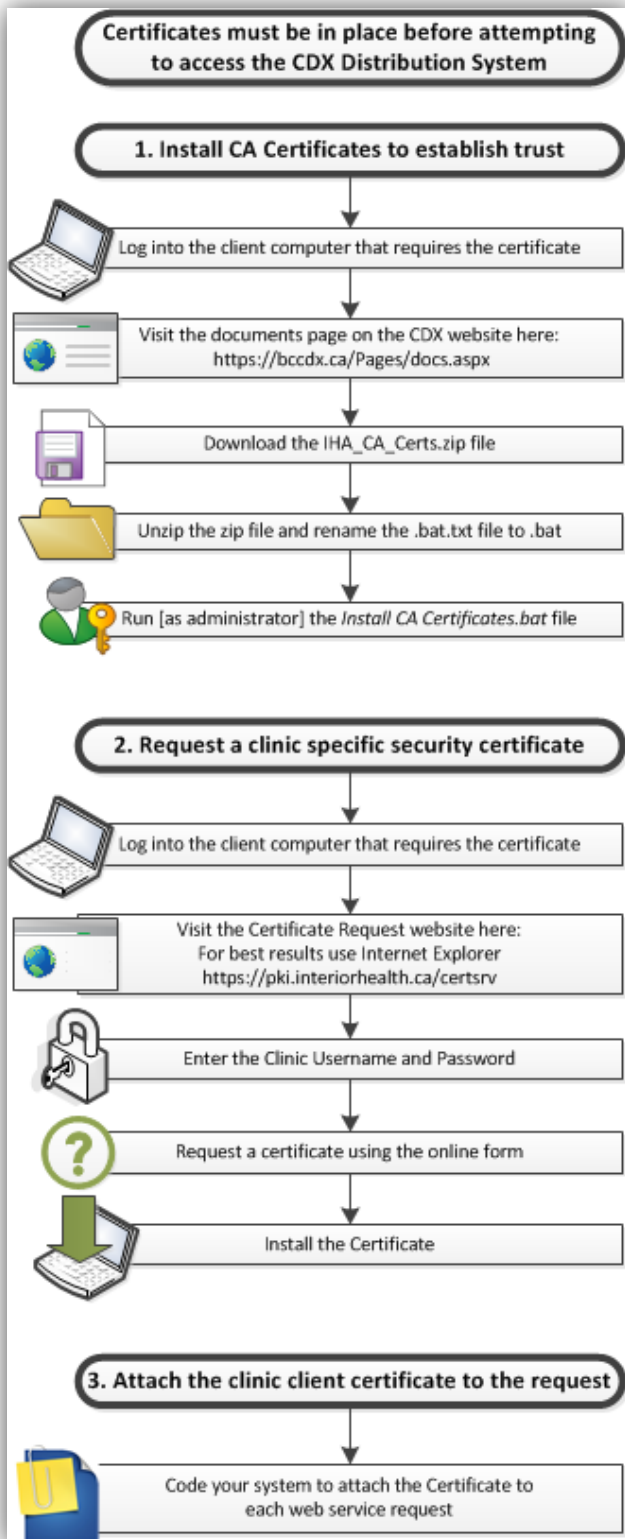 Certificates must be in place before attempting
to access the CDX Distribution System
1. Install CA Certificates to establish trust
Log into the client computer that requires the certificate
Visit the documents page on the CDX website here:
https://bccdx.ca/Pages/docs.aspx
Download the IHA_CA_Certs.zip file
Unzip the zip file and rename the .bat.txt file to .bat
Run [as administrator] the Install CA Certificates.bat file
2. Request a clinic specific security certificate
Log into the client computer that requires the certificate
Visit the Certificate Request website here:
For best results use Internet Explorer
https://pki.interiorhealth.ca/certsrv
Enter the Clinic Username and Password
?
Request a certificate using the online form
Install the Certificate
3. Attach the clinic client certificate to the request
Code your system to attach the Certificate to
each web service request